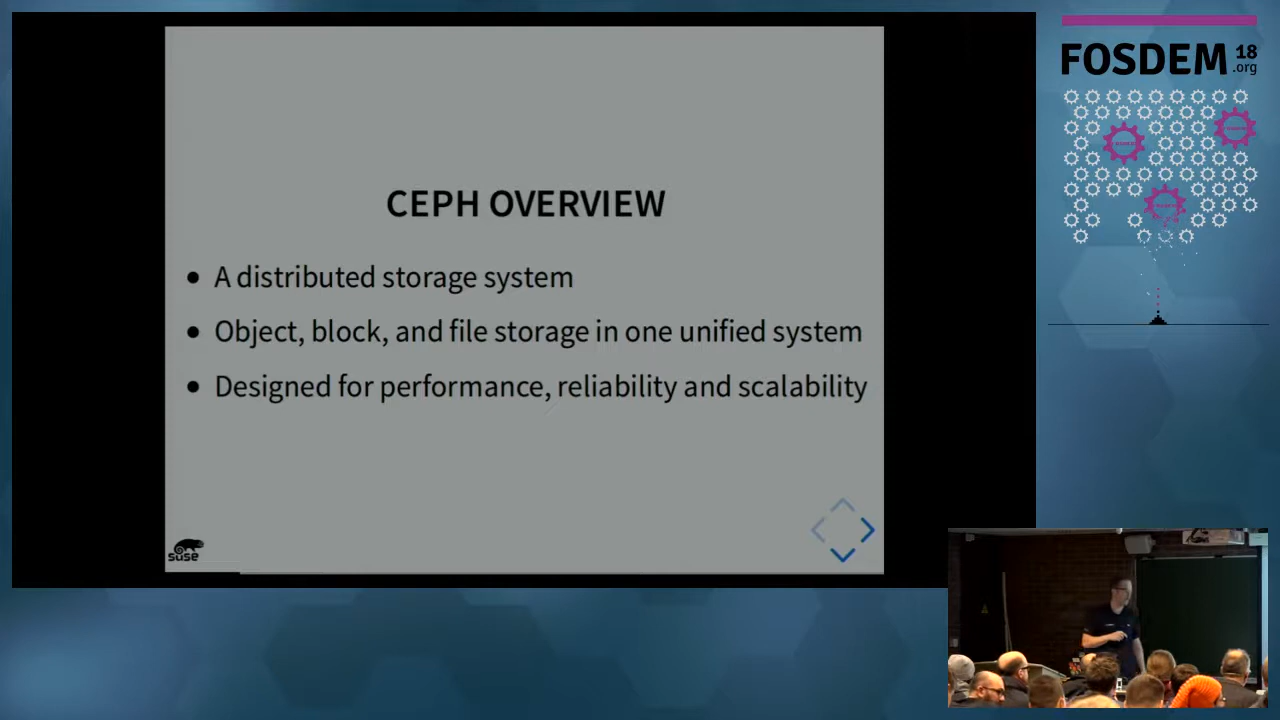 CEPH OVERVIEW
A distributed storage system
Object, block, and file storage in one unified system
Designed for performance, reliability and scalability
SUSE
FOSDEM 18
.org